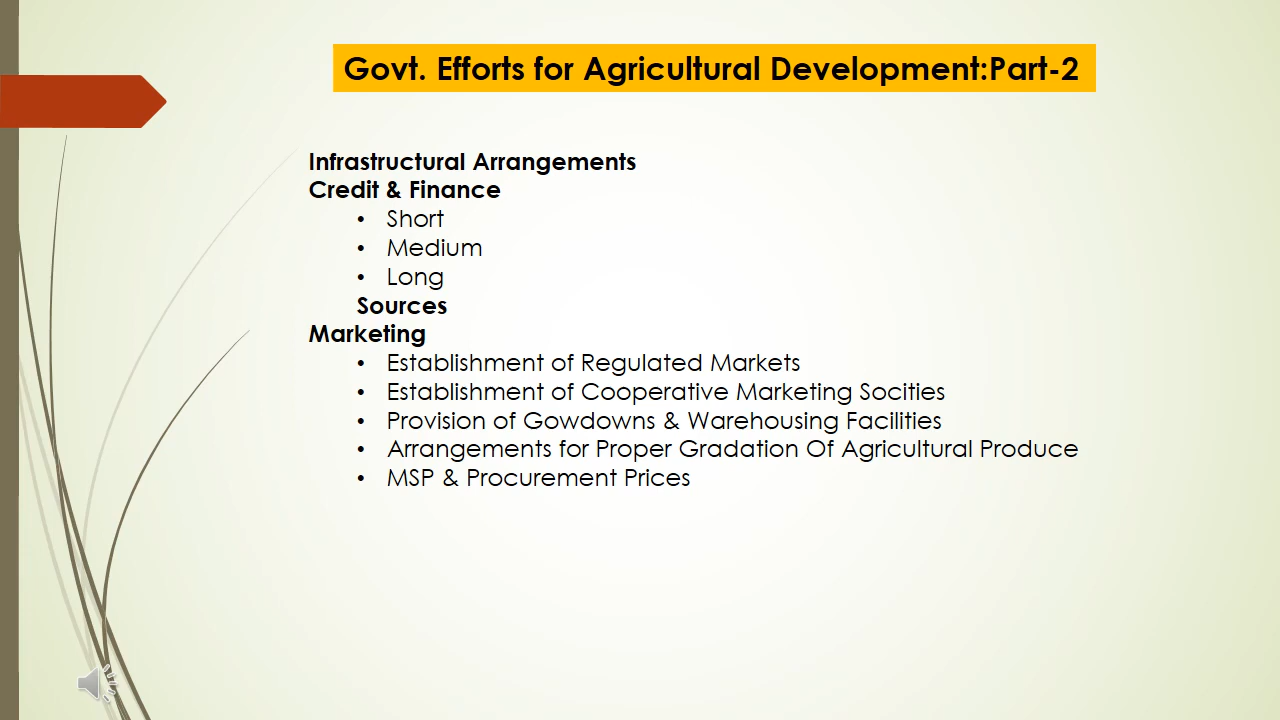 Govt. Efforts for Agricultural Development:Part-2
Infrastructural Arrangements
Credit & Finance
• Short
• Medium
• Long
Sources
Marketing
• Establishment of Regulated Markets
• Establishment of Cooperative Marketing Socities
• Provision of Gowdowns & Warehousing Facilities
• Arrangements for Proper Gradation Of Agricultural Produce
• MSP & Procurement Prices